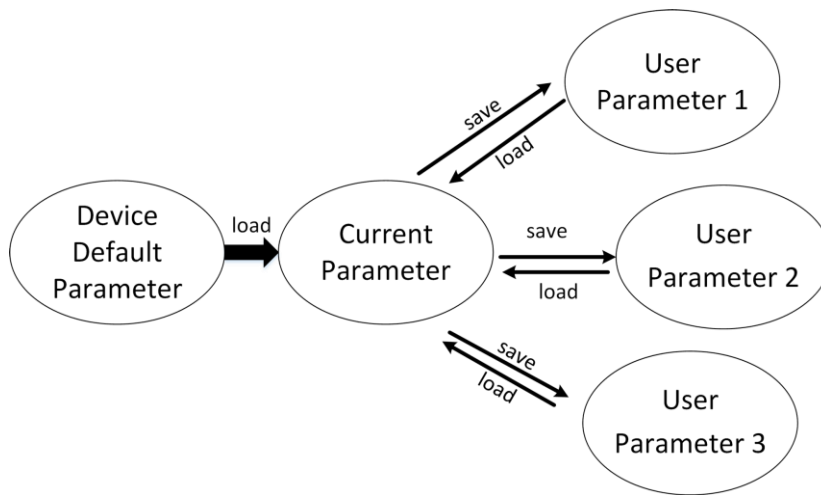 User
Parameter 1
save
load
Device
Default
Parameter
load
Current
Parameter
save
load
User
Parameter 2
save
load
User
Parameter 3